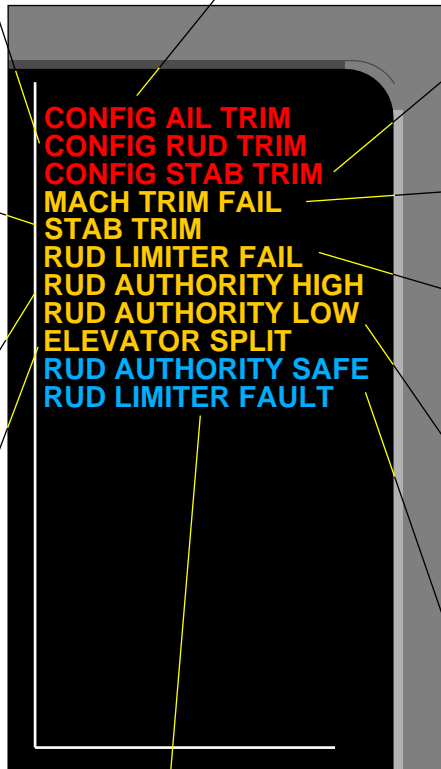 CONFIG AIL TRIM
CONFIG RUD TRIM
CONFIG STAB TRIM
MACH TRIM FAIL
STAB TRIM
RUD LIMITER FAIL
RUD AUTHORITY HIGH
RUD AUTHORITY LOW
ELEVATOR SPLIT
RUD AUTHORITY SAFE
RUD LIMITER FAULT